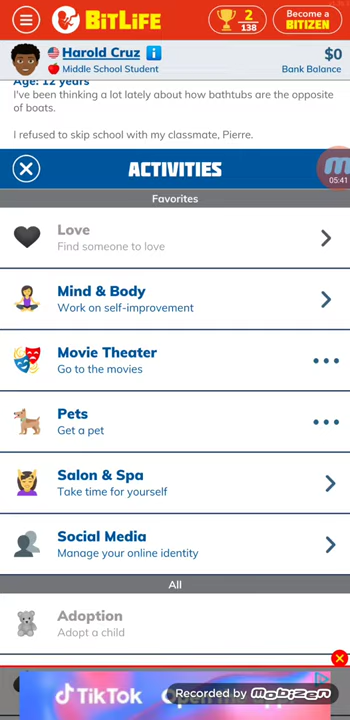 BitLife
2
138
Become a
BITIZEN
Harold Cruz
Middle School Student
$0
Bank Balance
Age: 12 years
I've been thinking a lot lately about how bathtubs are the opposite
of boats.
I refused to skip school with my classmate, Pierre.
ACTIVITIES
05:41
Favorites
Love
Find someone to love
Mind & Body
Work on self-improvement
Movie Theater
Go to the movies
Pets
Get a pet
Salon & Spa
Take time for yourself
Social Media
Manage your online identity
All
Adoption
Adopt a child
TikTok
Recorded by Mobizen